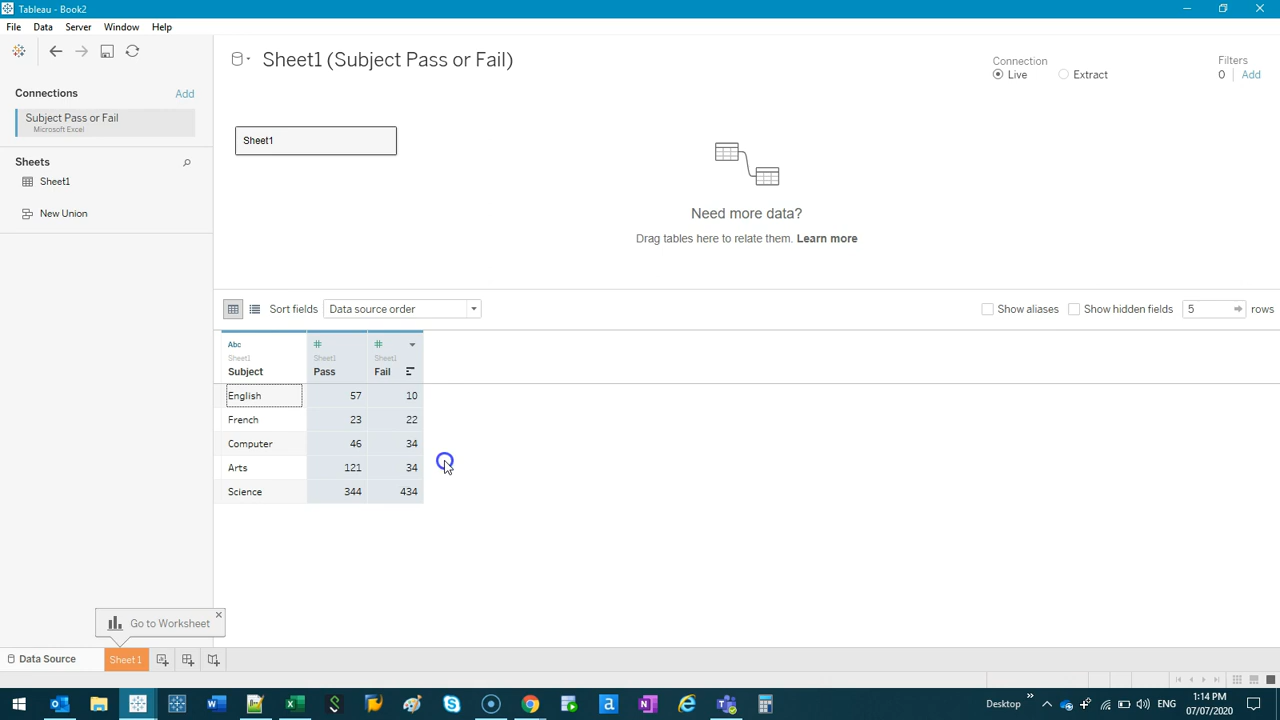 Tableau - Book2
File Data Server Window Help
Connections Add
Subject Pass or Fail
Microsoft Excel
Sheets
Sheet1
New Union
Sheet1 (Subject Pass or Fail)
Connection
Live Extract
Filters
0 Add
Sheet1
Need more data?
Drag tables here to relate them. Learn more
Sort fields Data source order Show aliases Show hidden fields 5 rows
Abc # #
Sheet1 Sheet1 Sheet1
Subject Pass Fail
English 57 10
French 23 22
Computer 46 34
Arts 121 34
Science 344 434
Go to Worksheet
Data Source Sheet 1
Desktop ENG
1:14 PM
07/07/2020